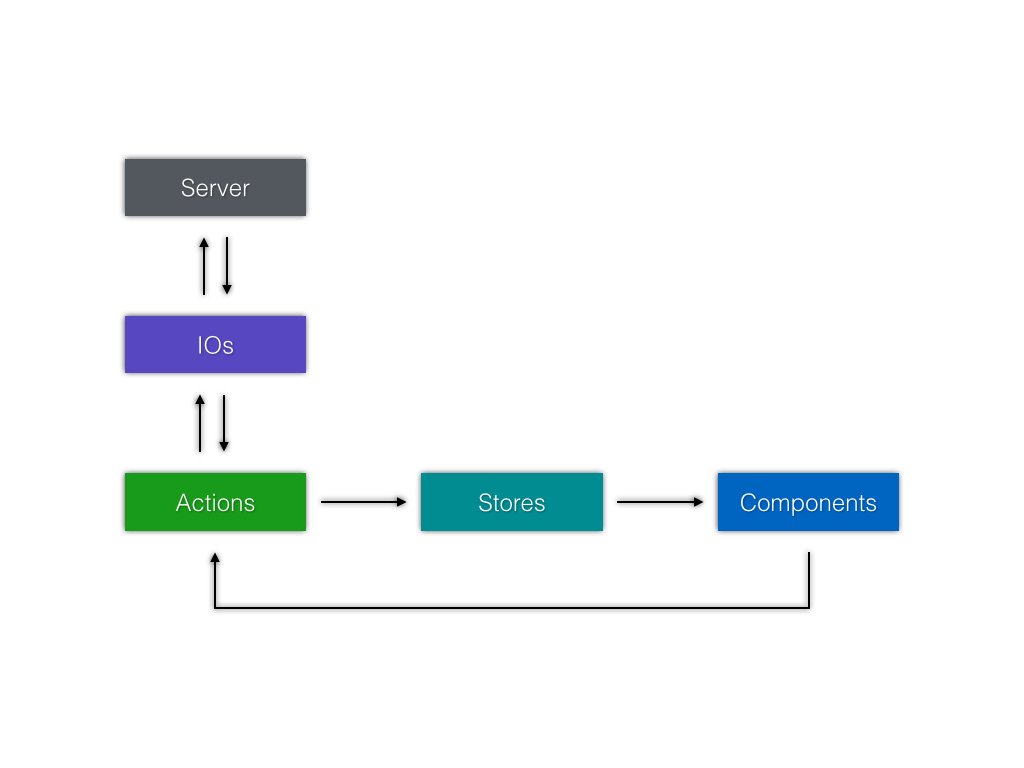 Server
IOs
Actions
Stores
Components